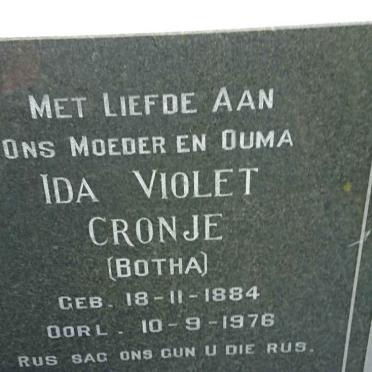 MET LIEFDE AAN
ONS MOEDER EN OUMA
IDA VIOLET
CRONJE
(BOTHA)
GEB. 18-11-1884
OORL. 10-9-1976
RUS SAG ONS GUN U DIE RUS.